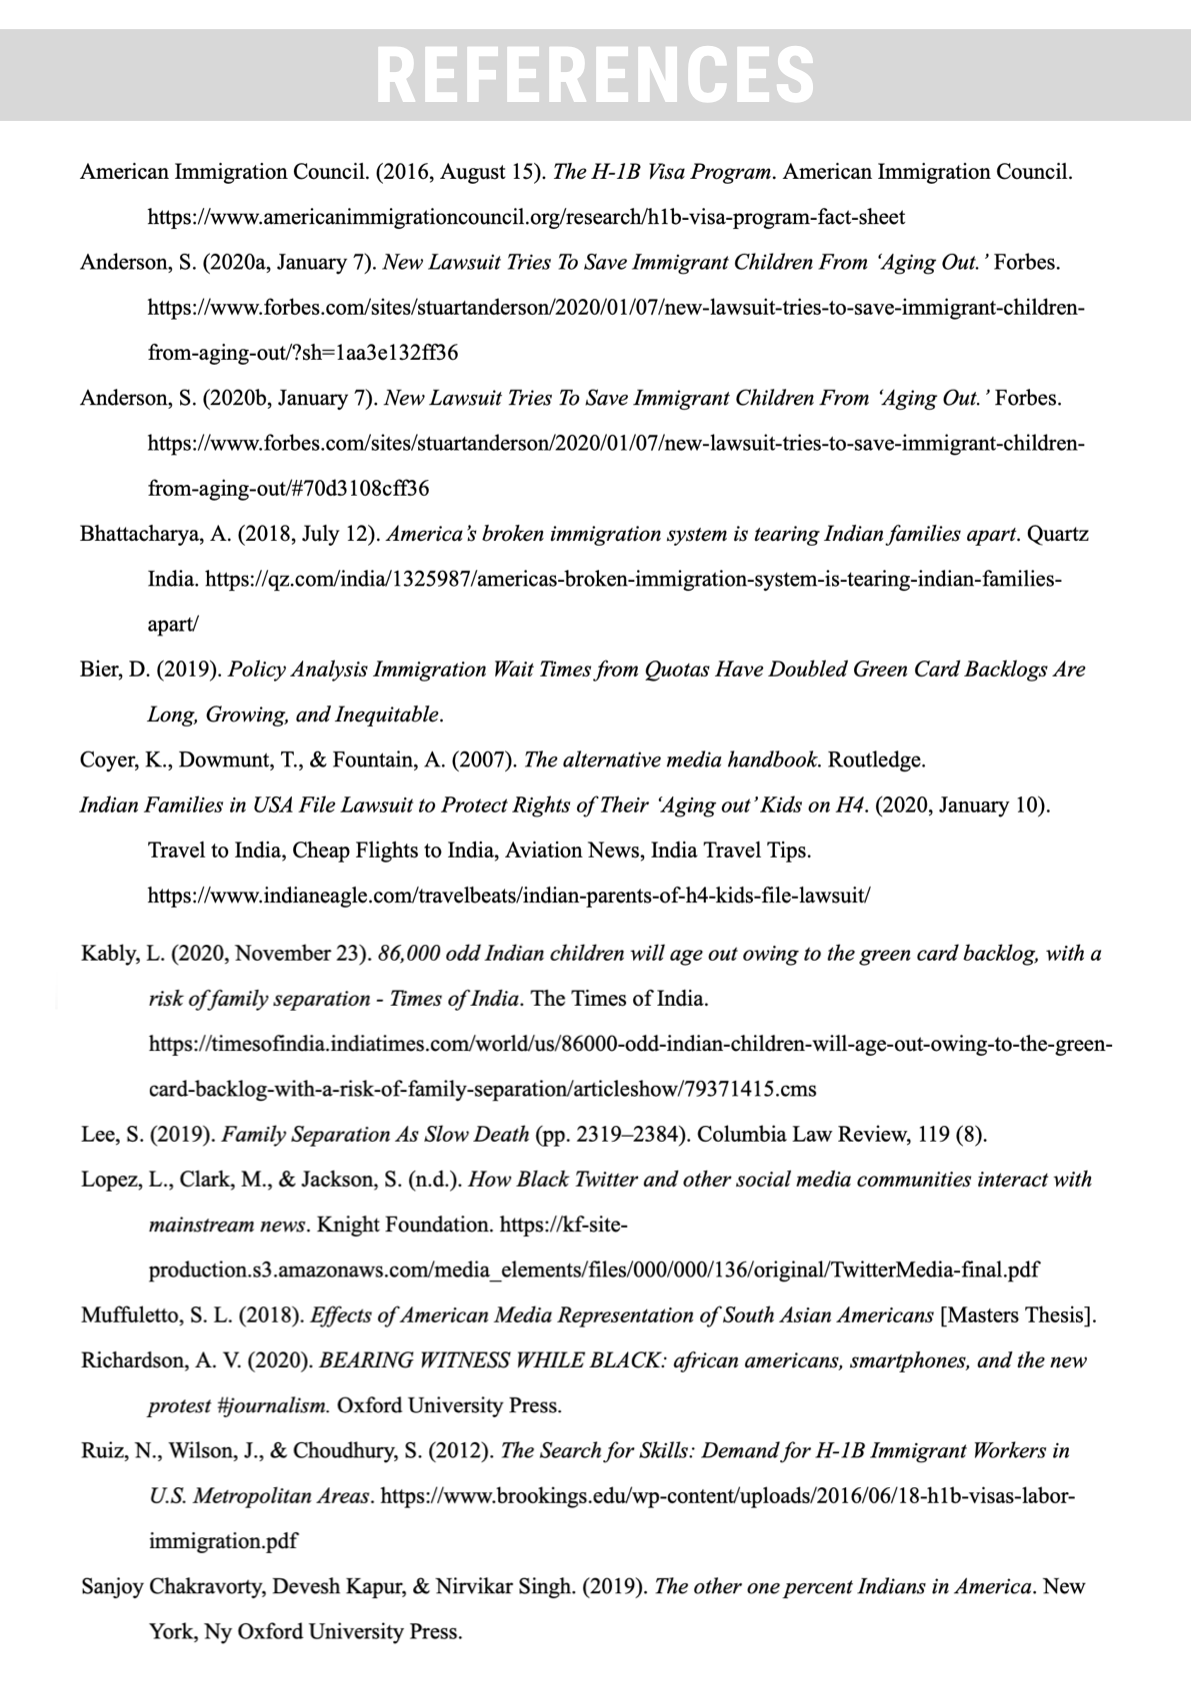 REFERENCES
American Immigration Council. (2016, August 15). The H-1B Visa Program. American Immigration Council.
https://www.americanimmigrationcouncil.org/research/h1b-visa-program-fact-sheet
Anderson, S. (2020a, January 7). New Lawsuit Tries To Save Immigrant Children From ‘Aging Out.’ Forbes.
https://www.forbes.com/sites/stuartanderson/2020/01/07/new-lawsuit-tries-to-save-immigrant-children-
from-aging-out/?sh=1aa3e132ff36
Anderson, S. (2020b, January 7). New Lawsuit Tries To Save Immigrant Children From ‘Aging Out.’ Forbes.
https://www.forbes.com/sites/stuartanderson/2020/01/07/new-lawsuit-tries-to-save-immigrant-children-
from-aging-out/#70d3108cff36
Bhattacharya, A. (2018, July 12). America’s broken immigration system is tearing Indian families apart. Quartz
India. https://qz.com/india/1325987/americas-broken-immigration-system-is-tearing-indian-families-
apart/
Bier, D. (2019). Policy Analysis Immigration Wait Times from Quotas Have Doubled Green Card Backlogs Are
Long, Growing, and Inequitable.
Coyer, K., Dowmunt, T., & Fountain, A. (2007). The alternative media handbook. Routledge.
Indian Families in USA File Lawsuit to Protect Rights of Their ‘Aging out’ Kids on H4. (2020, January 10).
Travel to India, Cheap Flights to India, Aviation News, India Travel Tips.
https://www.indianeagle.com/travelbeats/indian-parents-of-h4-kids-file-lawsuit/
Kably, L. (2020, November 23). 86,000 odd Indian children will age out owing to the green card backlog, with a
risk of family separation - Times of India. The Times of India.
https://timesofindia.indiatimes.com/world/us/86000-odd-indian-children-will-age-out-owing-to-the-green-
card-backlog-with-a-risk-of-family-separation/articleshow/79371415.cms
Lee, S. (2019). Family Separation As Slow Death (pp. 2319–2384). Columbia Law Review, 119 (8).
Lopez, L., Clark, M., & Jackson, S. (n.d.). How Black Twitter and other social media communities interact with
mainstream news. Knight Foundation. https://kf-site-
production.s3.amazonaws.com/media_elements/files/000/000/136/original/TwitterMedia-final.pdf
Muffuletto, S. L. (2018). Effects of American Media Representation of South Asian Americans [Masters Thesis].
Richardson, A. V. (2020). BEARING WITNESS WHILE BLACK: african americans, smartphones, and the new
protest #journalism. Oxford University Press.
Ruiz, N., Wilson, J., & Choudhury, S. (2012). The Search for Skills: Demand for H-1B Immigrant Workers in
U.S. Metropolitan Areas. https://www.brookings.edu/wp-content/uploads/2016/06/18-h1b-visas-labor-
immigration.pdf
Sanjoy Chakravorty, Devesh Kapur, & Nirvikar Singh. (2019). The other one percent Indians in America. New
York, Ny Oxford University Press.